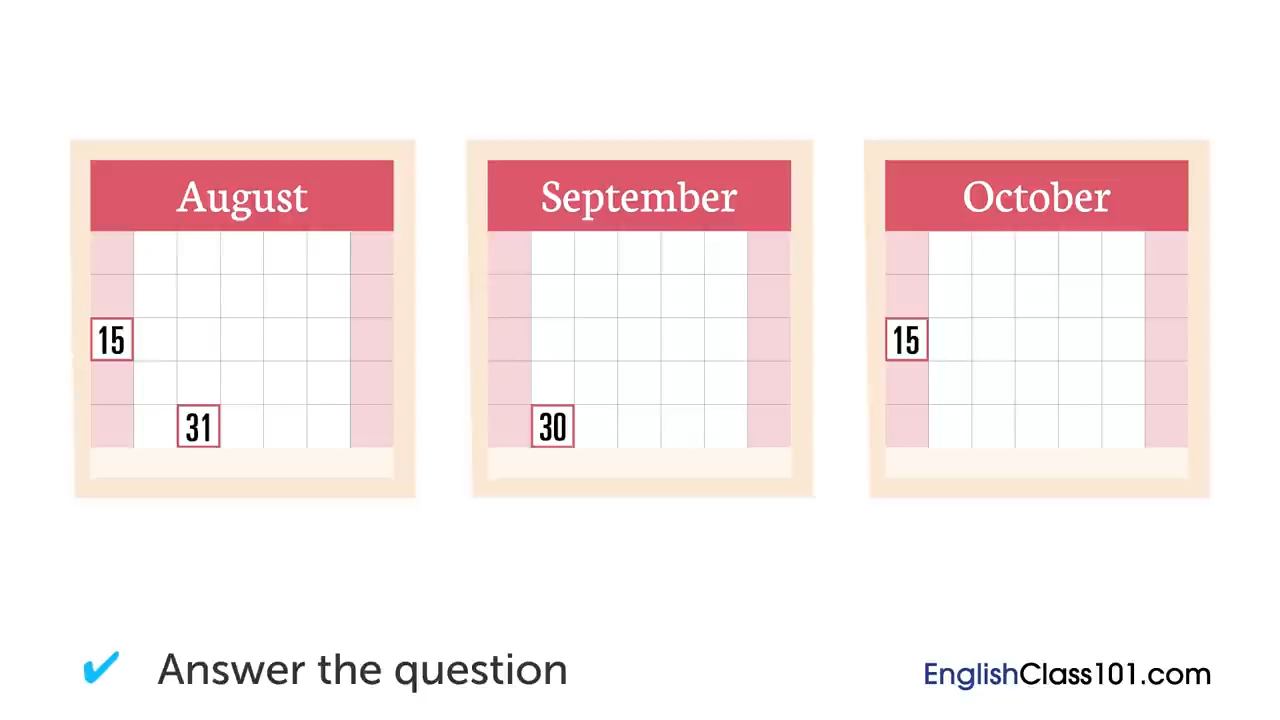 August
September
October
15
15
31
30
✔ Answer the question
EnglishClass101.com